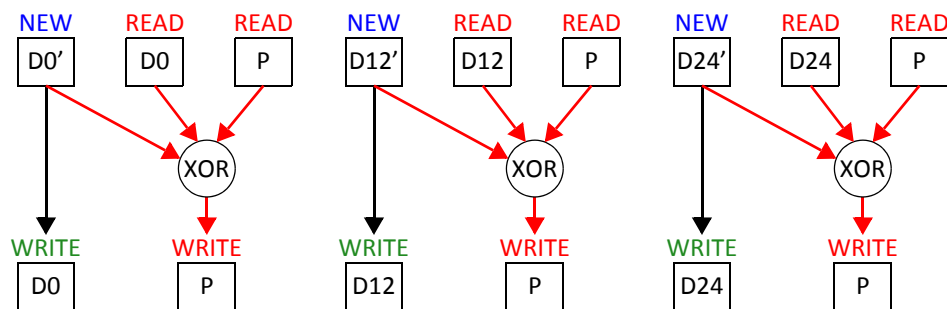 NEW READ READ NEW READ READ NEW READ READ
D0’ D0 P D12’ D12 P D24’ D24 P
XOR XOR XOR
WRITE WRITE WRITE WRITE WRITE WRITE
D0 P D12 P D24 P